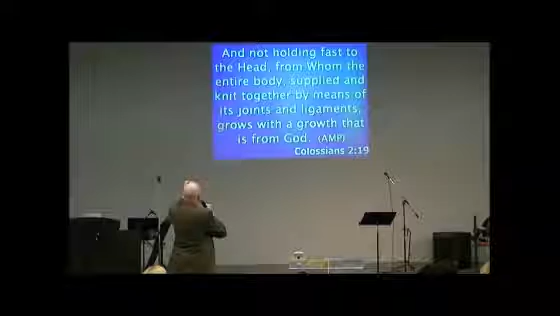 And not holding fast to
the Head, from Whom the
entire body, supplied and
knit together by means of
its joints and ligaments,
grows with a growth that
is from God. (AMP)
Colossians 2:19